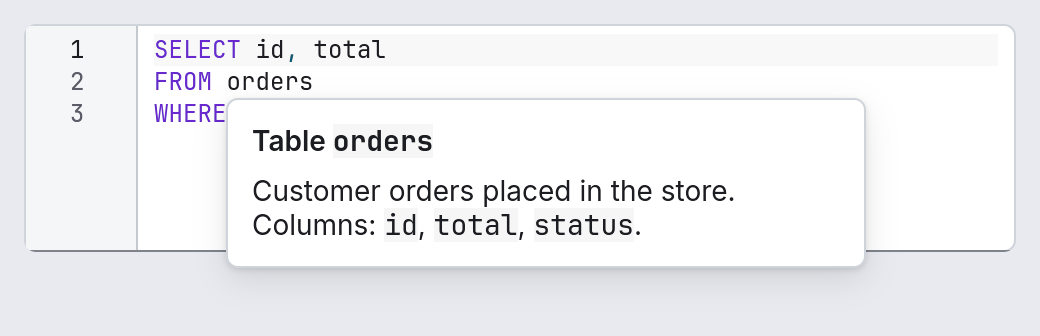 1 SELECT id, total
2 FROM orders
3 WHERE
Table orders
Customer orders placed in the store.
Columns: id, total, status.